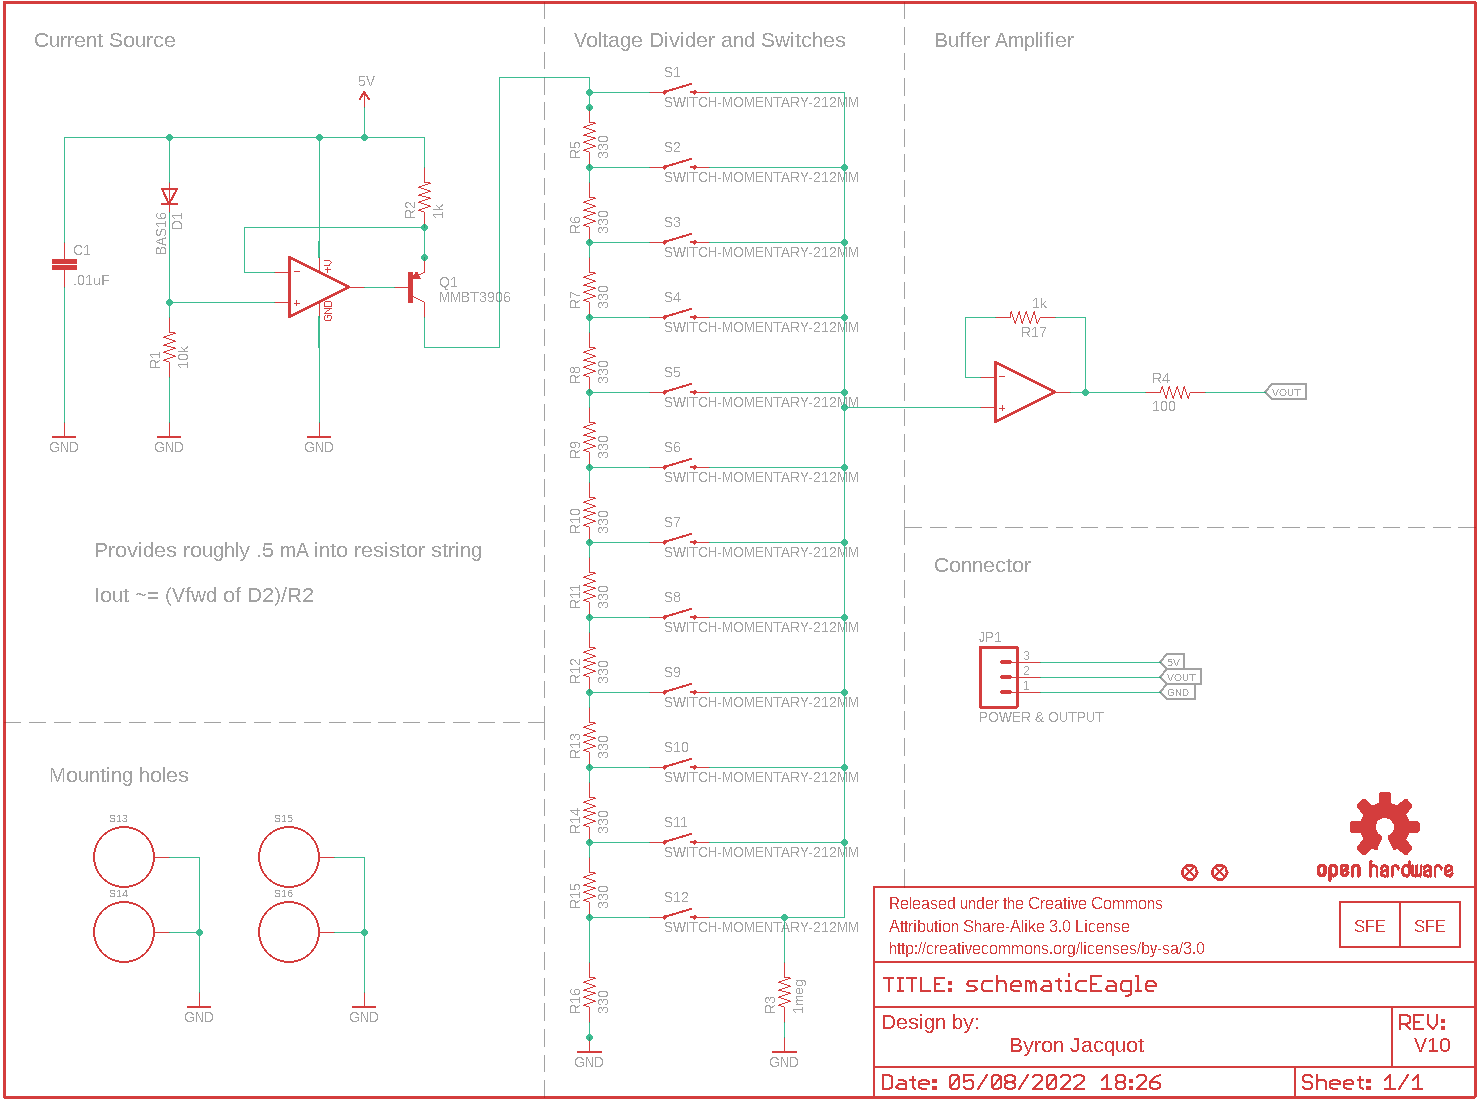 Current Source
Voltage Divider and Switches
Buffer Amplifier
5V
C1
.01uF
BAS16
D1
R1
10k
R2
1k
-
+
V+
GND
Q1
MMBT3906
GND
GND
GND
Provides roughly .5 mA into resistor string
Iout ~= (Vfwd of D2)/R2
Mounting holes
S13
S14
S15
S16
GND
GND
S1
SWITCH-MOMENTARY-212MM
R5
330
S2
SWITCH-MOMENTARY-212MM
R6
330
S3
SWITCH-MOMENTARY-212MM
R7
330
S4
SWITCH-MOMENTARY-212MM
R8
330
S5
SWITCH-MOMENTARY-212MM
R9
330
S6
SWITCH-MOMENTARY-212MM
R10
330
S7
SWITCH-MOMENTARY-212MM
R11
330
S8
SWITCH-MOMENTARY-212MM
R12
330
S9
SWITCH-MOMENTARY-212MM
R13
330
S10
SWITCH-MOMENTARY-212MM
R14
330
S11
SWITCH-MOMENTARY-212MM
R15
330
S12
SWITCH-MOMENTARY-212MM
R16
330
R3
1meg
GND
GND
1k
R17
-
+
R4
100
VOUT
Connector
JP1
3
2
1
5V
VOUT
GND
POWER & OUTPUT
open hardware
Released under the Creative Commons
Attribution Share-Alike 3.0 License
http://creativecommons.org/licenses/by-sa/3.0
SFE SFE
TITLE: schematicEagle
Design by:
Byron Jacquot
REV:
V10
Date: 05/08/2022 18:26
Sheet: 1/1